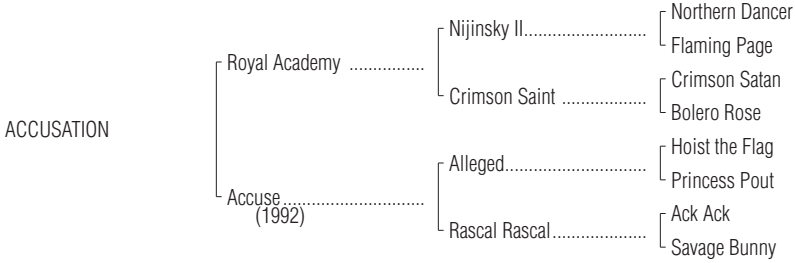 ACCUSATION
Royal Academy ................
Accuse..............................
(1992)
Nijinsky II..........................
Crimson Saint ..................
Alleged..............................
Rascal Rascal....................
Northern Dancer
Flaming Page
Crimson Satan
Bolero Rose
Hoist the Flag
Princess Pout
Ack Ack
Savage Bunny